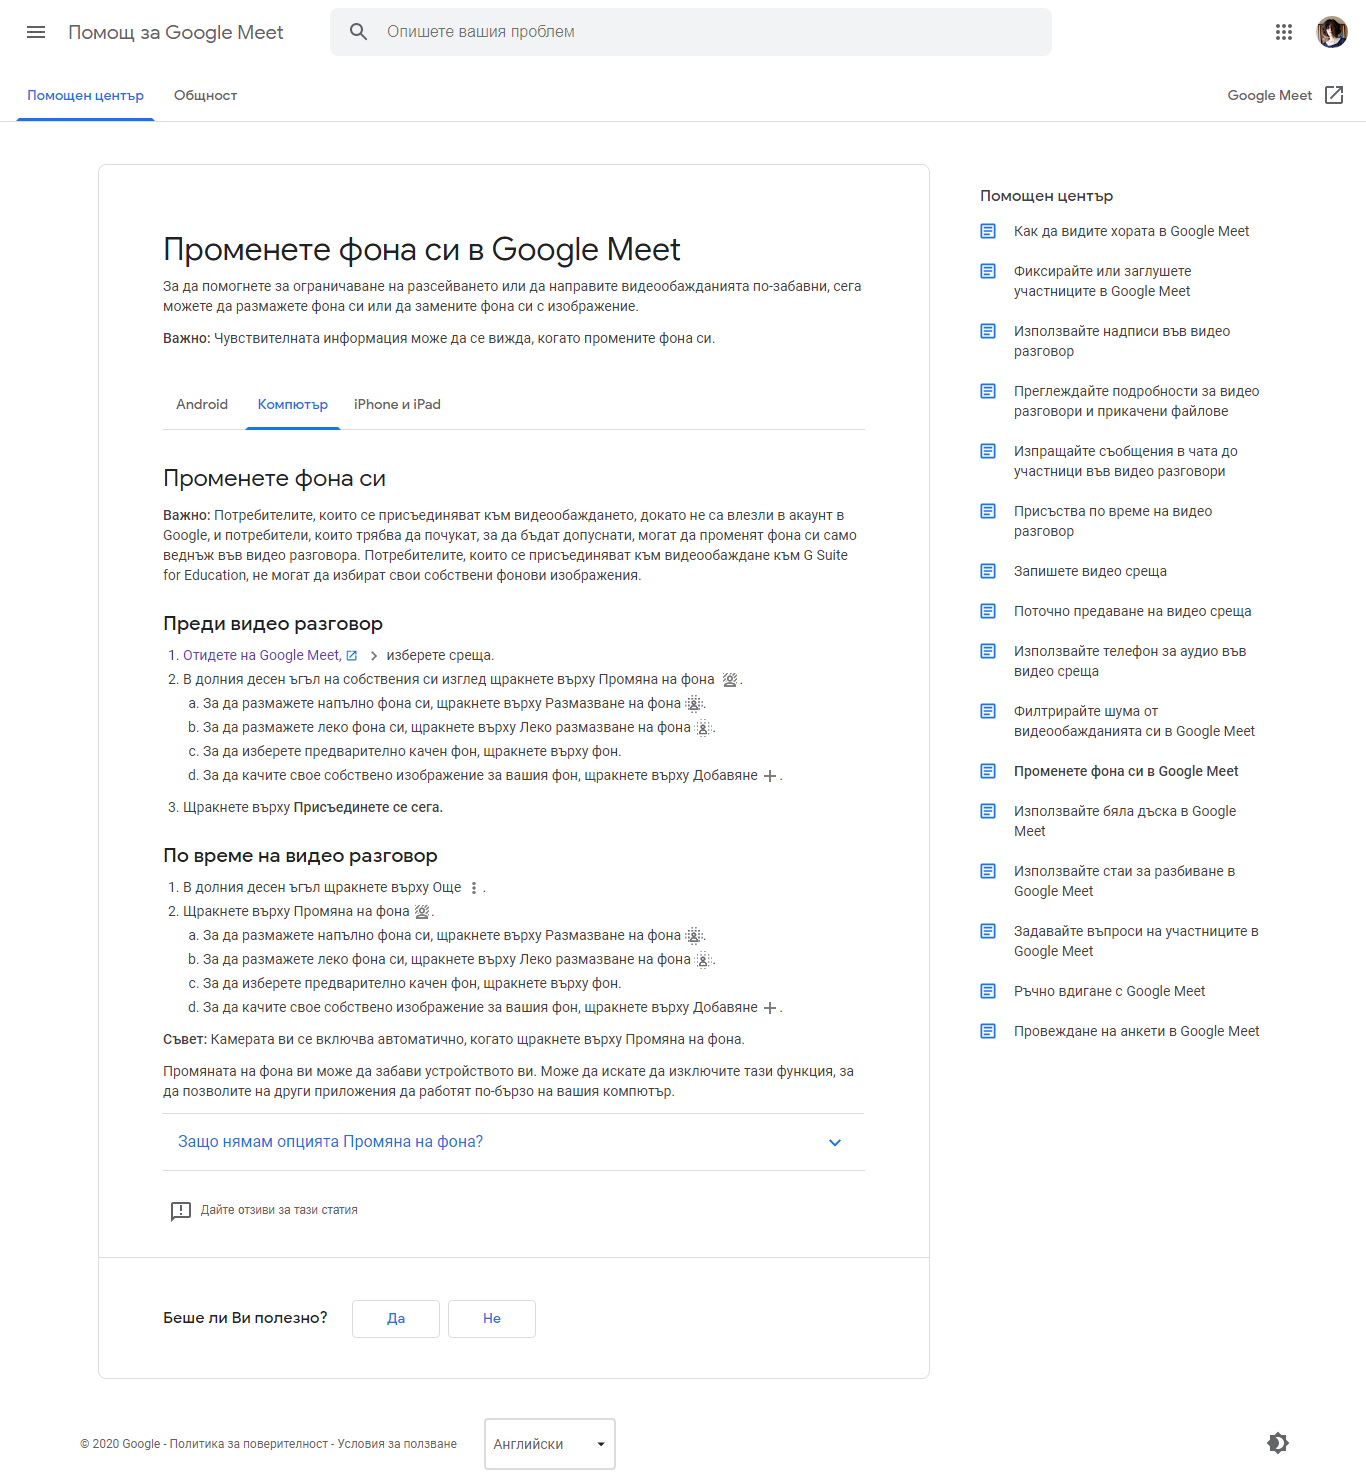 Помощ за Google Meet
Опишете вашия проблем
Помощен център
Общност
Google Meet
Променете фона си в Google Meet
За да помогнете за ограничаване на разсейването или да направите видеообажданията по-забавни, сега
можете да размажете фона си или да замените фона си с изображение.
Важно: Чувствителната информация може да се вижда, когато промените фона си.
Android
Компютър
iPhone и iPad
Променете фона си
Важно: Потребителите, които се присъединяват към видеообаждането, докато не са влезли в акаунт в
Google, и потребители, които трябва да почукат, за да бъдат допуснати, могат да променят фона си само
веднъж във видео разговора. Потребителите, които се присъединяват към видеообаждане към G Suite
for Education, не могат да избират свои собствени фонови изображения.
Преди видео разговор
1. Отидете на Google Meet, изберете среща.
2. В долния десен ъгъл на собствения си изглед щракнете върху Промяна на фона .
a. За да размажете напълно фона си, щракнете върху Размазване на фона .
b. За да размажете леко фона си, щракнете върху Леко размазване на фона .
c. За да изберете предварително качен фон, щракнете върху фон.
d. За да качите свое собствено изображение за вашия фон, щракнете върху Добавяне .
3. Щракнете върху Присъединете се сега.
По време на видео разговор
1. В долния десен ъгъл щракнете върху Още .
2. Щракнете върху Промяна на фона .
a. За да размажете напълно фона си, щракнете върху Размазване на фона .
b. За да размажете леко фона си, щракнете върху Леко размазване на фона .
c. За да изберете предварително качен фон, щракнете върху фон.
d. За да качите свое собствено изображение за вашия фон, щракнете върху Добавяне .
Съвет: Камерата ви се включва автоматично, когато щракнете върху Промяна на фона.
Промяната на фона ви може да забави устройството ви. Може да искате да изключите тази функция, за
да позволите на други приложения да работят по-бързо на вашия компютър.
Защо нямам опцията Промяна на фона?
Дайте отзиви за тази статия
Беше ли Ви полезно?
Да
Не
Помощен център
Как да видите хората в Google Meet
Фиксирайте или заглушете
участниците в Google Meet
Използвайте надписи във видео
разговор
Преглеждайте подробности за видео
разговори и прикачени файлове
Изпращайте съобщения в чата до
участници във видео разговори
Присъства по време на видео
разговор
Запишете видео среща
Поточно предаване на видео среща
Използвайте телефон за аудио във
видео среща
Филтрирайте шума от
видеообажданията си в Google Meet
Променете фона си в Google Meet
Използвайте бяла дъска в Google
Meet
Използвайте стаи за разбиване в
Google Meet
Задавайте въпроси на участниците в
Google Meet
Ръчно вдигане с Google Meet
Провеждане на анкети в Google Meet
© 2020 Google - Политика за поверителност - Условия за ползване
Английски